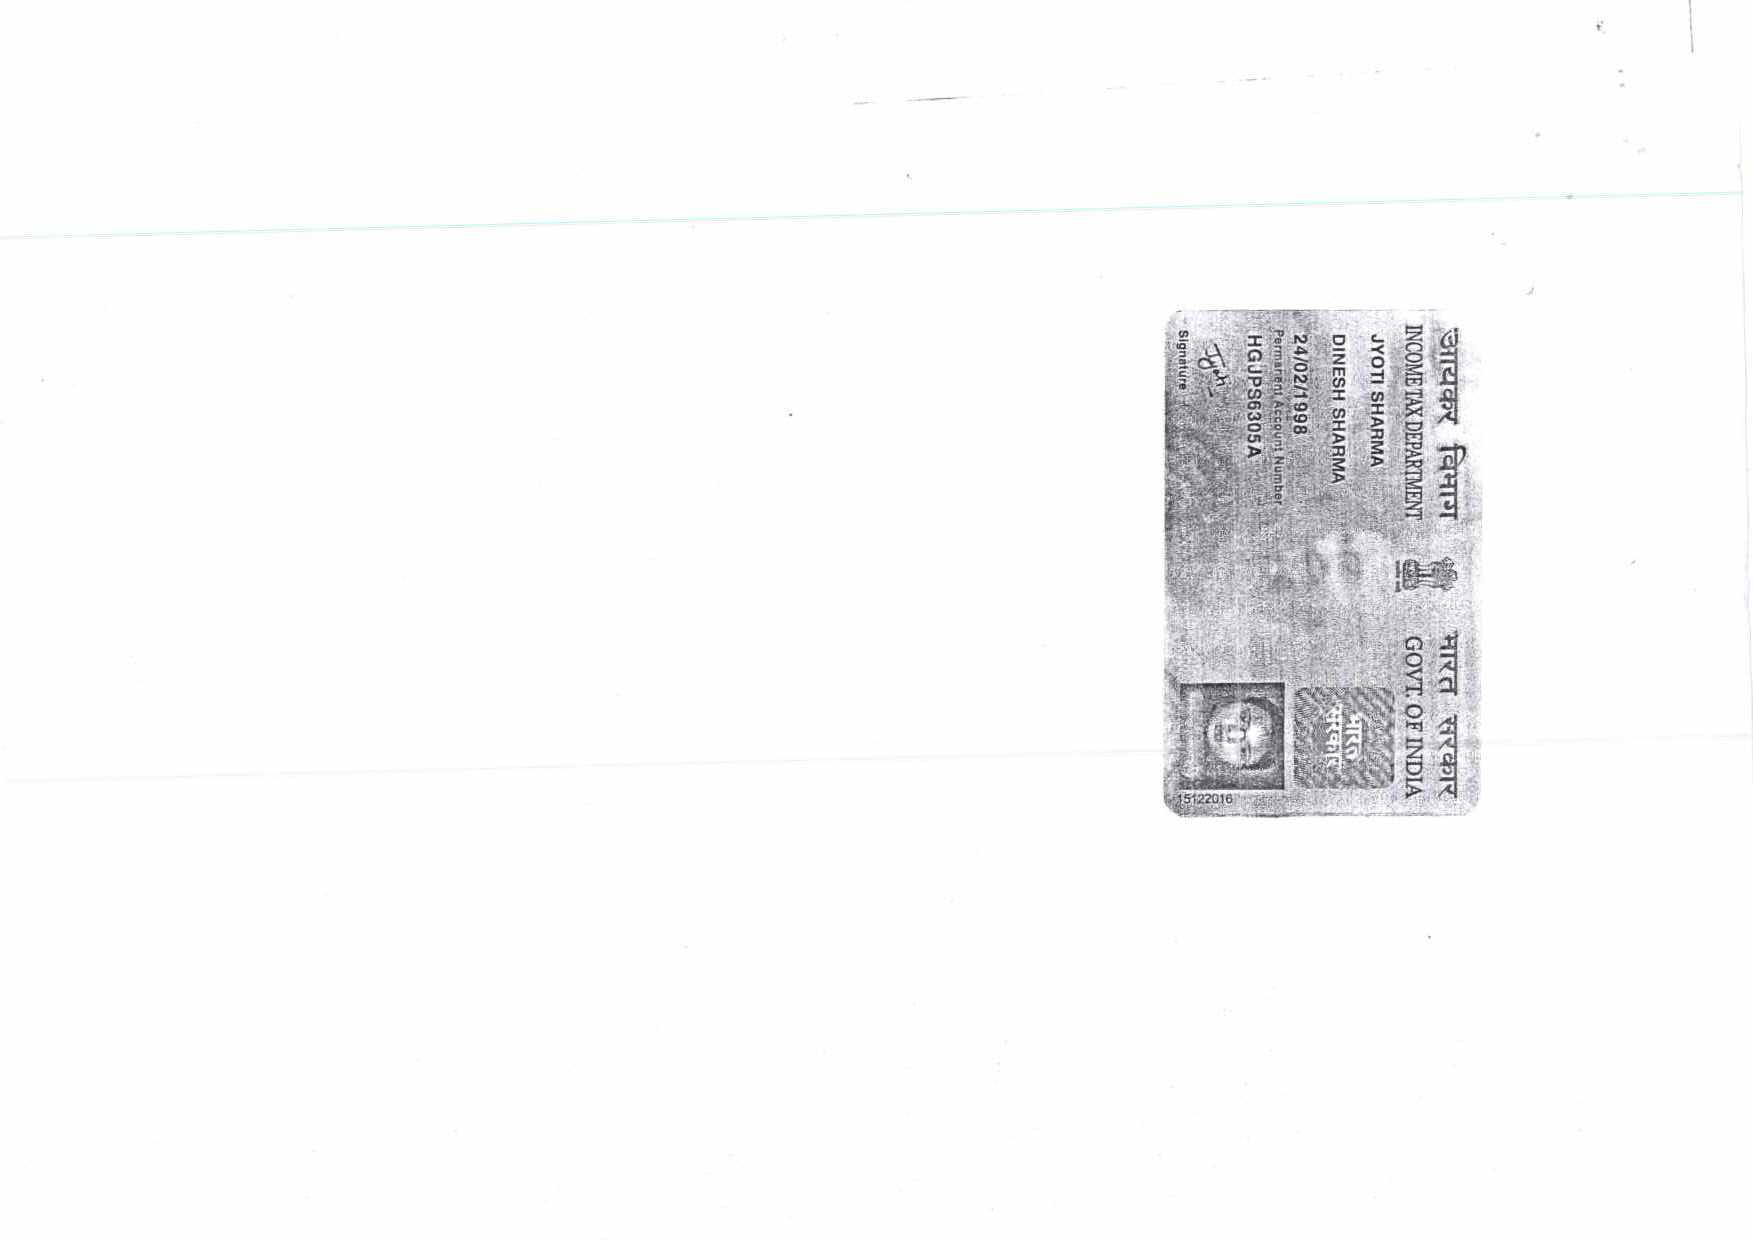 आयकर विभाग
INCOME TAX DEPARTMENT
भारत सरकार
GOVT. OF INDIA
JYOTI SHARMA
DINESH SHARMA
24/02/1998
Permanent Account Number
HGJPS6305A
Jyoti
Signature
भारत
सरकार
15122016